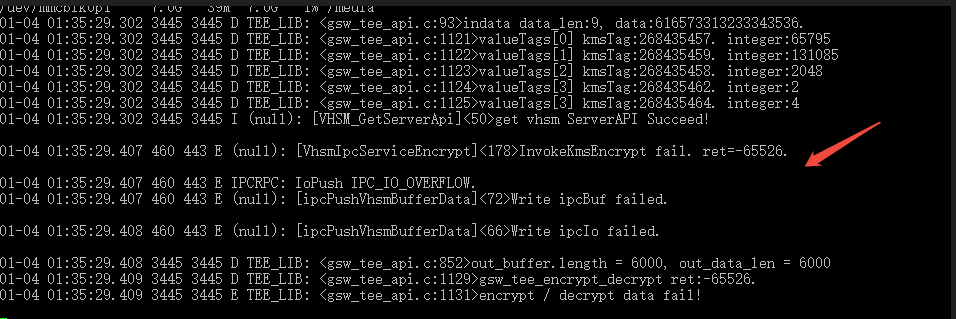 /dev/mmcblk0p1 7.0G 39M 7.0G 1% /media
01-04 01:35:29.302 3445 3445 D TEE_LIB: <gsw_tee_api.c:93>indata data_len:9, data:616573313233343536.
01-04 01:35:29.302 3445 3445 D TEE_LIB: <gsw_tee_api.c:1121>valueTags[0] kmsTag:268435457. integer:65795
01-04 01:35:29.302 3445 3445 D TEE_LIB: <gsw_tee_api.c:1122>valueTags[1] kmsTag:268435459. integer:131085
01-04 01:35:29.302 3445 3445 D TEE_LIB: <gsw_tee_api.c:1123>valueTags[2] kmsTag:268435458. integer:2048
01-04 01:35:29.302 3445 3445 D TEE_LIB: <gsw_tee_api.c:1124>valueTags[3] kmsTag:268435462. integer:2
01-04 01:35:29.302 3445 3445 D TEE_LIB: <gsw_tee_api.c:1125>valueTags[3] kmsTag:268435464. integer:4
01-04 01:35:29.302 3445 3445 I (null): [VHSM_GetServerApi]<50>get vhsm ServerAPI Succeed!
01-04 01:35:29.407 460 443 E (null): [VhsmIpcServiceEncrypt]<178>InvokeKmsEncrypt fail. ret=-65526.
01-04 01:35:29.407 460 443 E IPCRPC: IoPush IPC_IO_OVERFLOW.
01-04 01:35:29.407 460 443 E (null): [ipcPushVhsmBufferData]<72>Write ipcBuf failed.
01-04 01:35:29.408 460 443 E (null): [ipcPushVhsmBufferData]<66>Write ipcIo failed.
01-04 01:35:29.408 3445 3445 D TEE_LIB: <gsw_tee_api.c:852>out_buffer.length = 6000, out_data_len = 6000
01-04 01:35:29.409 3445 3445 D TEE_LIB: <gsw_tee_api.c:1129>gsw_tee_encrypt_decrypt ret:-65526.
01-04 01:35:29.409 3445 3445 E TEE_LIB: <gsw_tee_api.c:1131>encrypt / decrypt data fail!